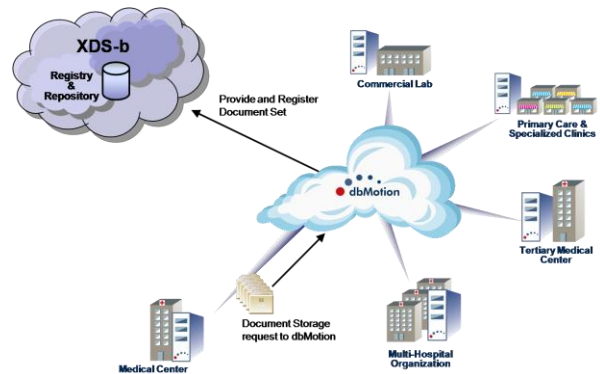 XDS-b
Registry
&
Repository
Provide and Register
Document Set
Commercial Lab
Primary Care &
Specialized Clinics
dbMotion
Tertiary Medical
Center
Document Storage
request to dbMotion
Multi-Hospital
Organization
Medical Center